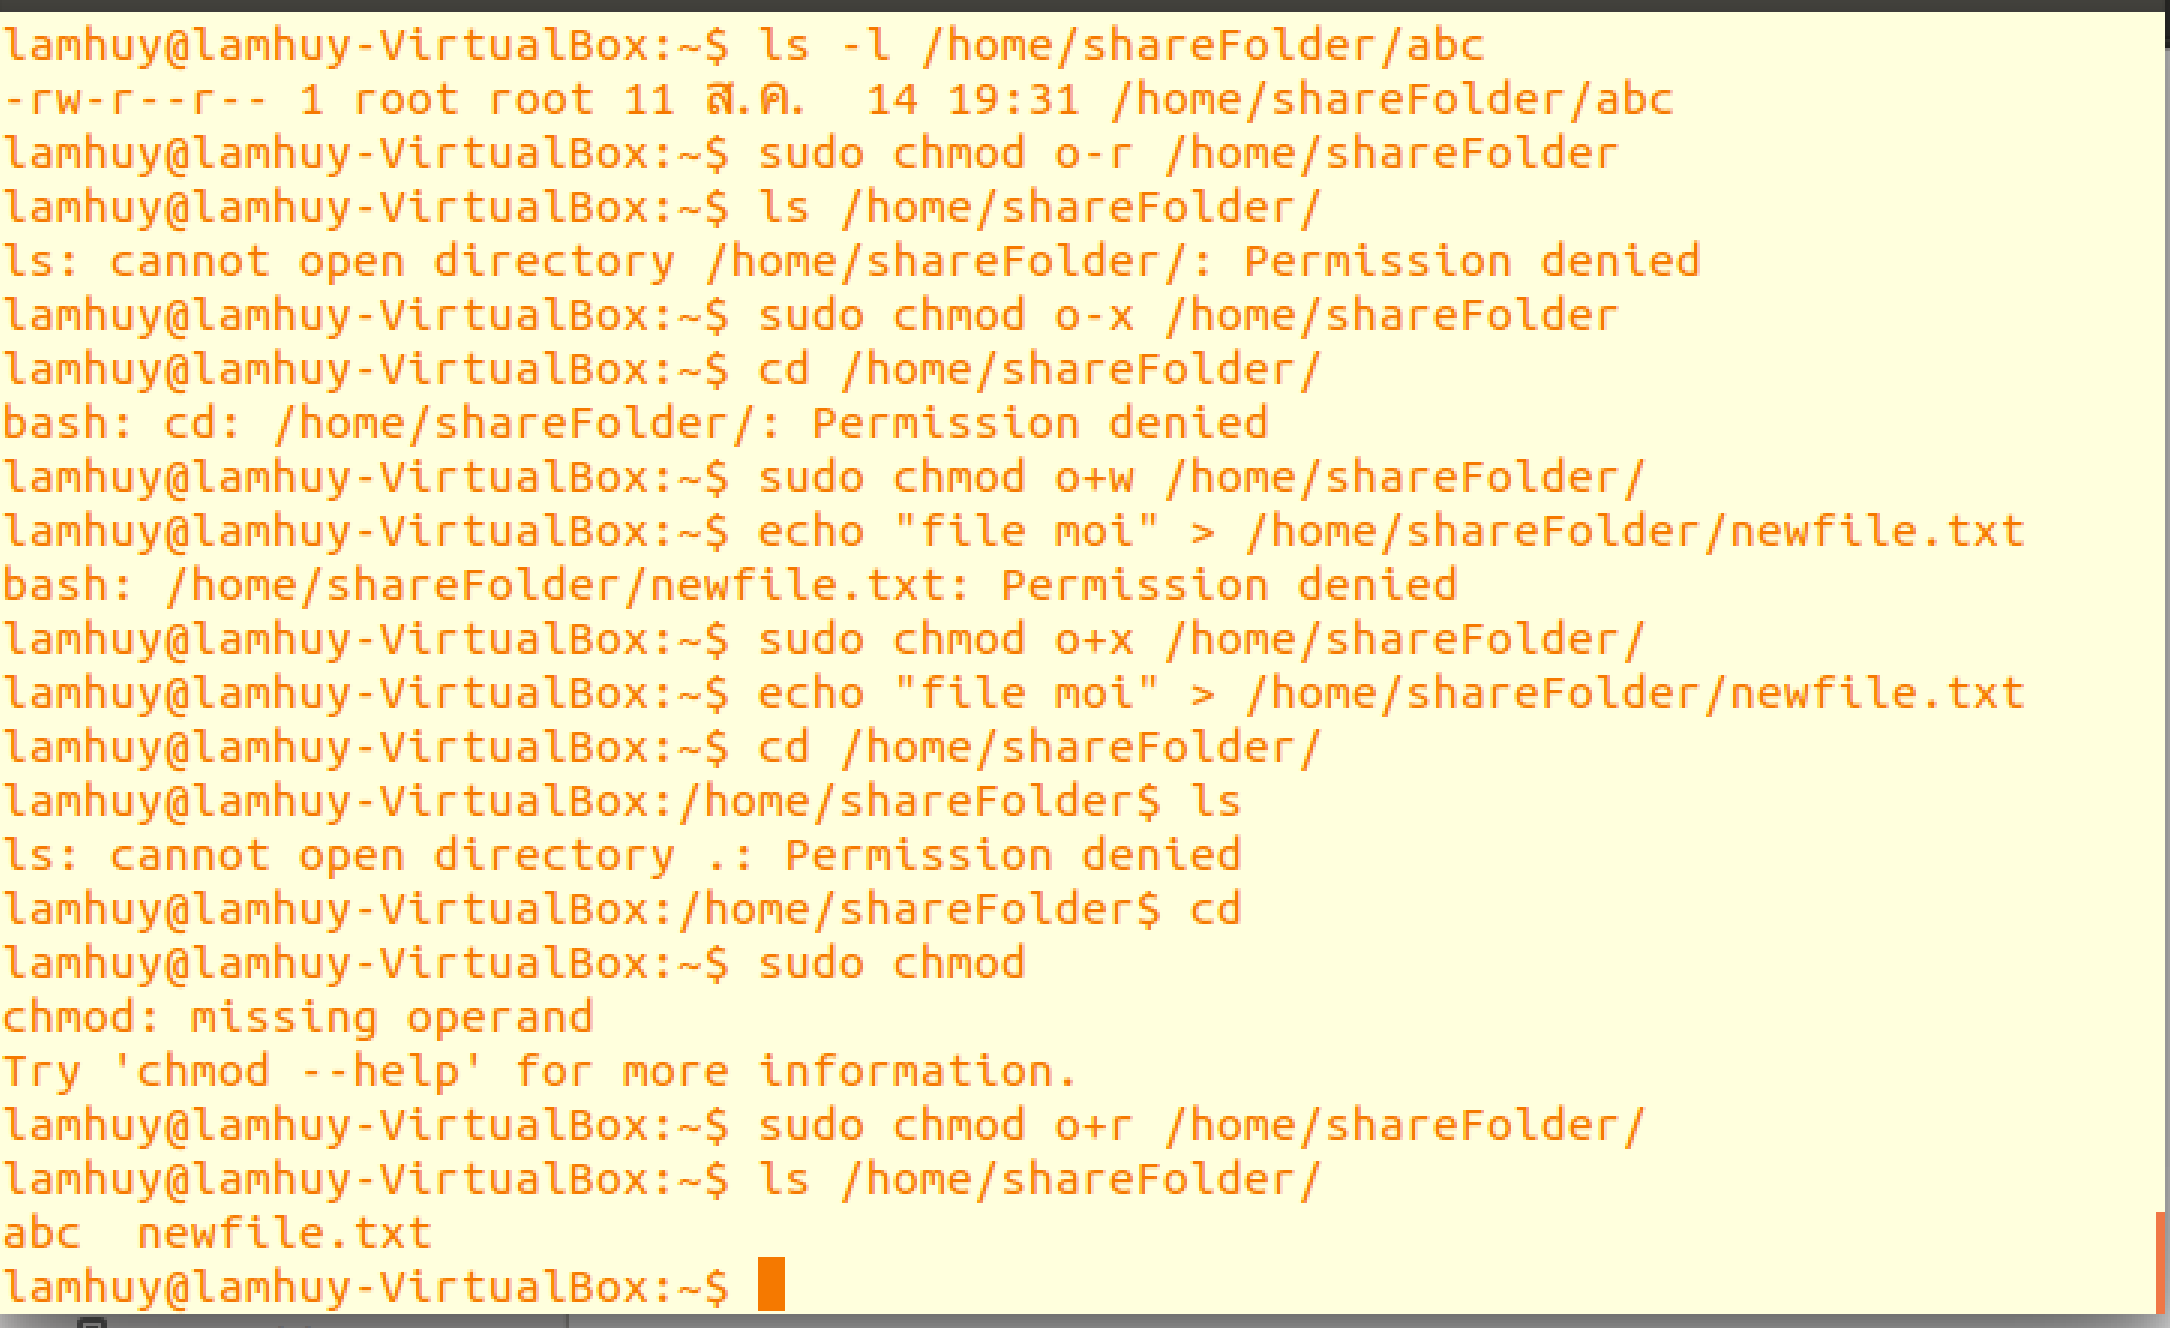 lamhuy@lamhuy-VirtualBox:~$ ls -l /home/shareFolder/abc
-rw-r--r-- 1 root root 11 ส.ค.  14 19:31 /home/shareFolder/abc
lamhuy@lamhuy-VirtualBox:~$ sudo chmod o-r /home/shareFolder
lamhuy@lamhuy-VirtualBox:~$ ls /home/shareFolder/
ls: cannot open directory /home/shareFolder/: Permission denied
lamhuy@lamhuy-VirtualBox:~$ sudo chmod o-x /home/shareFolder
lamhuy@lamhuy-VirtualBox:~$ cd /home/shareFolder/
bash: cd: /home/shareFolder/: Permission denied
lamhuy@lamhuy-VirtualBox:~$ sudo chmod o+w /home/shareFolder/
lamhuy@lamhuy-VirtualBox:~$ echo "file moi" > /home/shareFolder/newfile.txt
bash: /home/shareFolder/newfile.txt: Permission denied
lamhuy@lamhuy-VirtualBox:~$ sudo chmod o+x /home/shareFolder/
lamhuy@lamhuy-VirtualBox:~$ echo "file moi" > /home/shareFolder/newfile.txt
lamhuy@lamhuy-VirtualBox:~$ cd /home/shareFolder/
lamhuy@lamhuy-VirtualBox:/home/shareFolder$ ls
ls: cannot open directory .: Permission denied
lamhuy@lamhuy-VirtualBox:/home/shareFolder$ cd
lamhuy@lamhuy-VirtualBox:~$ sudo chmod
chmod: missing operand
Try 'chmod --help' for more information.
lamhuy@lamhuy-VirtualBox:~$ sudo chmod o+r /home/shareFolder/
lamhuy@lamhuy-VirtualBox:~$ ls /home/shareFolder/
abc  newfile.txt
lamhuy@lamhuy-VirtualBox:~$